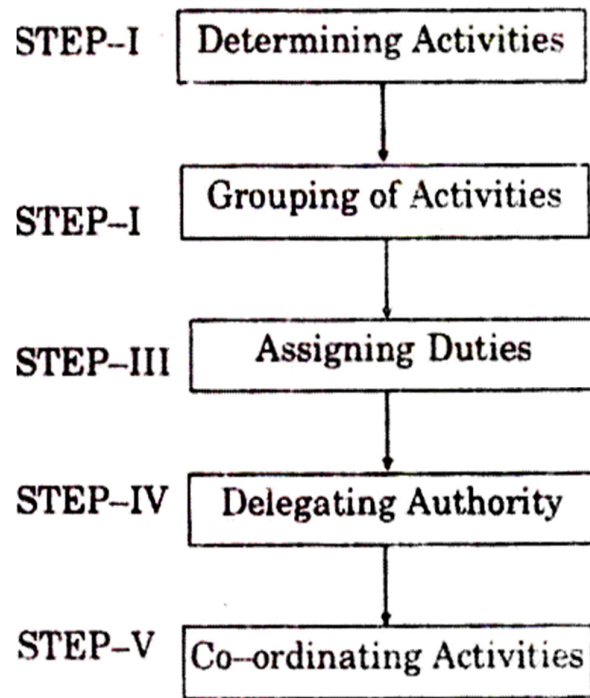 STEP–I Determining Activities
STEP–I Grouping of Activities
STEP–III Assigning Duties
STEP–IV Delegating Authority
STEP–V Co–ordinating Activities